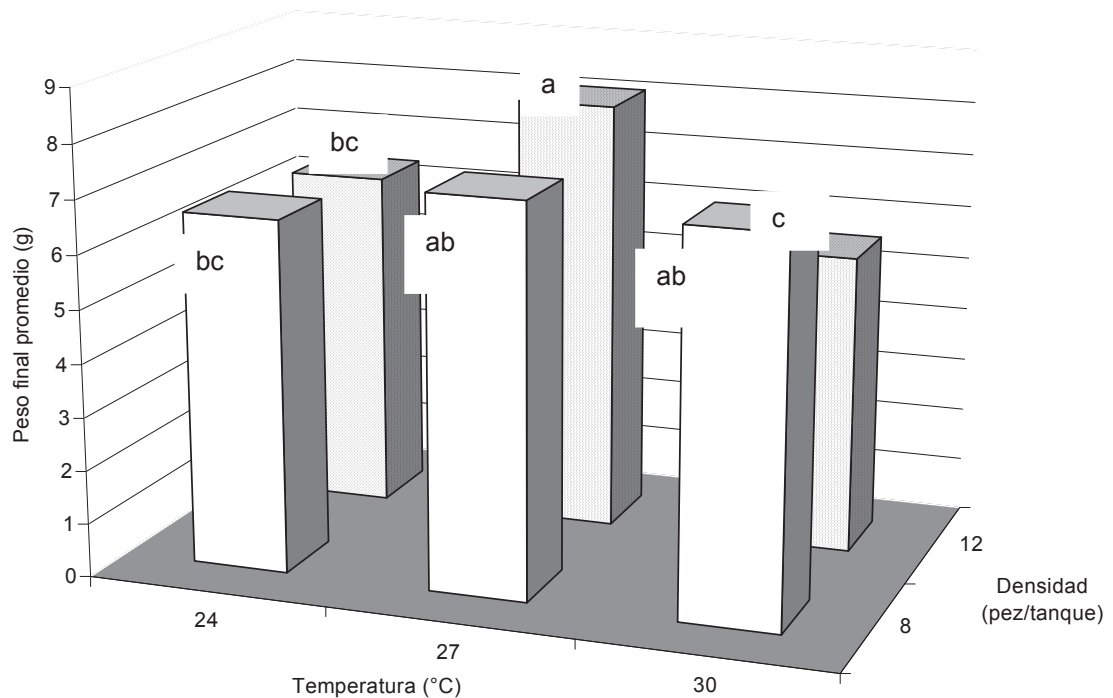 9
8
7
6
5
4
3
2
1
0
Peso final promedio (g)
a
bc
c
bc
ab
ab
24
27
30
Temperatura (°C)
12
8
Densidad
(pez/tanque)